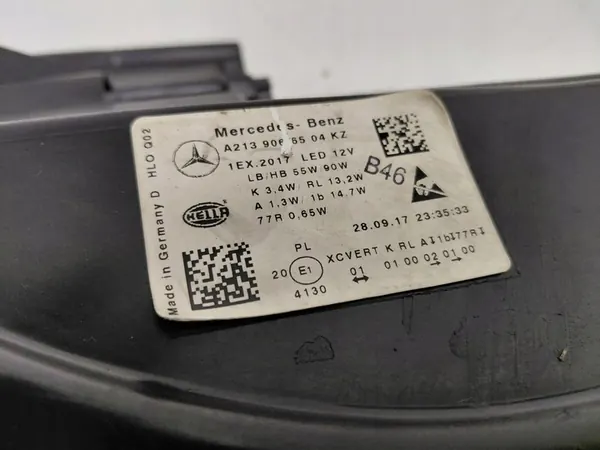 Mercedes-Benz
A213 906 65 04 KZ
1EX.2017 LED 12V
LB/HB 55W/90W
K 3,4W/ RL 13,2W
A 1,3W/ 1b 14.7W
77R 0,65W
B46
HELLA
28.09.17 23:35:33
PL
20 E1
4130
XCVERT K RL
01 01 00 02 01 00
Made in Germany D HLO Q02